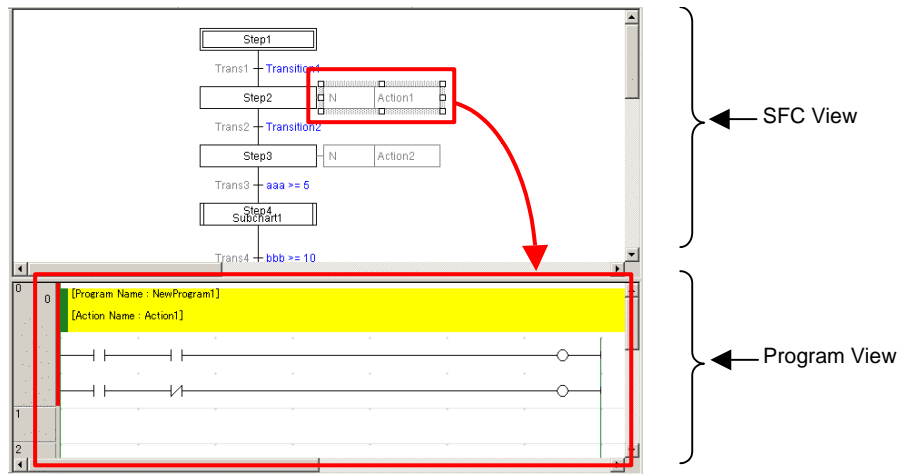 Step1
Trans1 Transition1
Step2 N Action1
Trans2 Transition2
Step3 N Action2
Trans3 aaa >= 5
Step4
Subchart1
Trans4 bbb >= 10
SFC View
0 0 [Program Name : NewProgram1]
[Action Name : Action1]
1
2
Program View